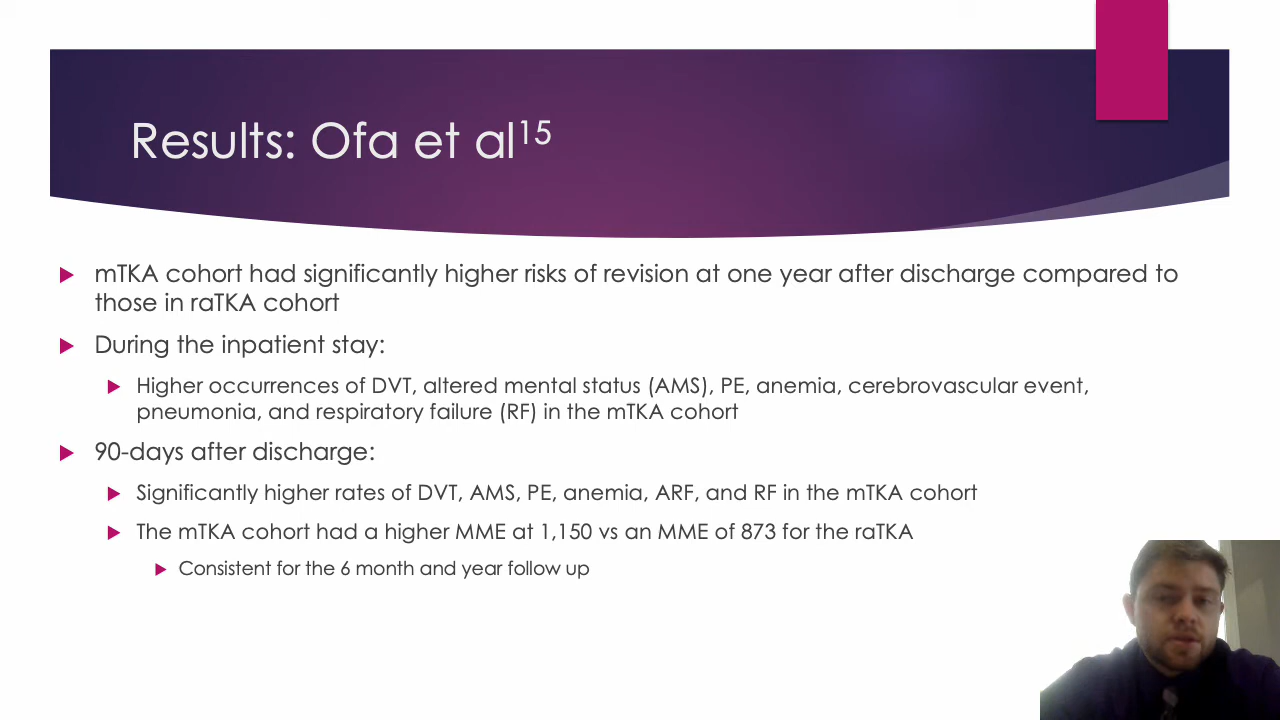 Results: Ofa et al15
mTKA cohort had significantly higher risks of revision at one year after discharge compared to
those in raTKA cohort
During the inpatient stay:
Higher occurrences of DVT, altered mental status (AMS), PE, anemia, cerebrovascular event,
pneumonia, and respiratory failure (RF) in the mTKA cohort
90-days after discharge:
Significantly higher rates of DVT, AMS, PE, anemia, ARF, and RF in the mTKA cohort
The mTKA cohort had a higher MME at 1,150 vs an MME of 873 for the raTKA
Consistent for the 6 month and year follow up